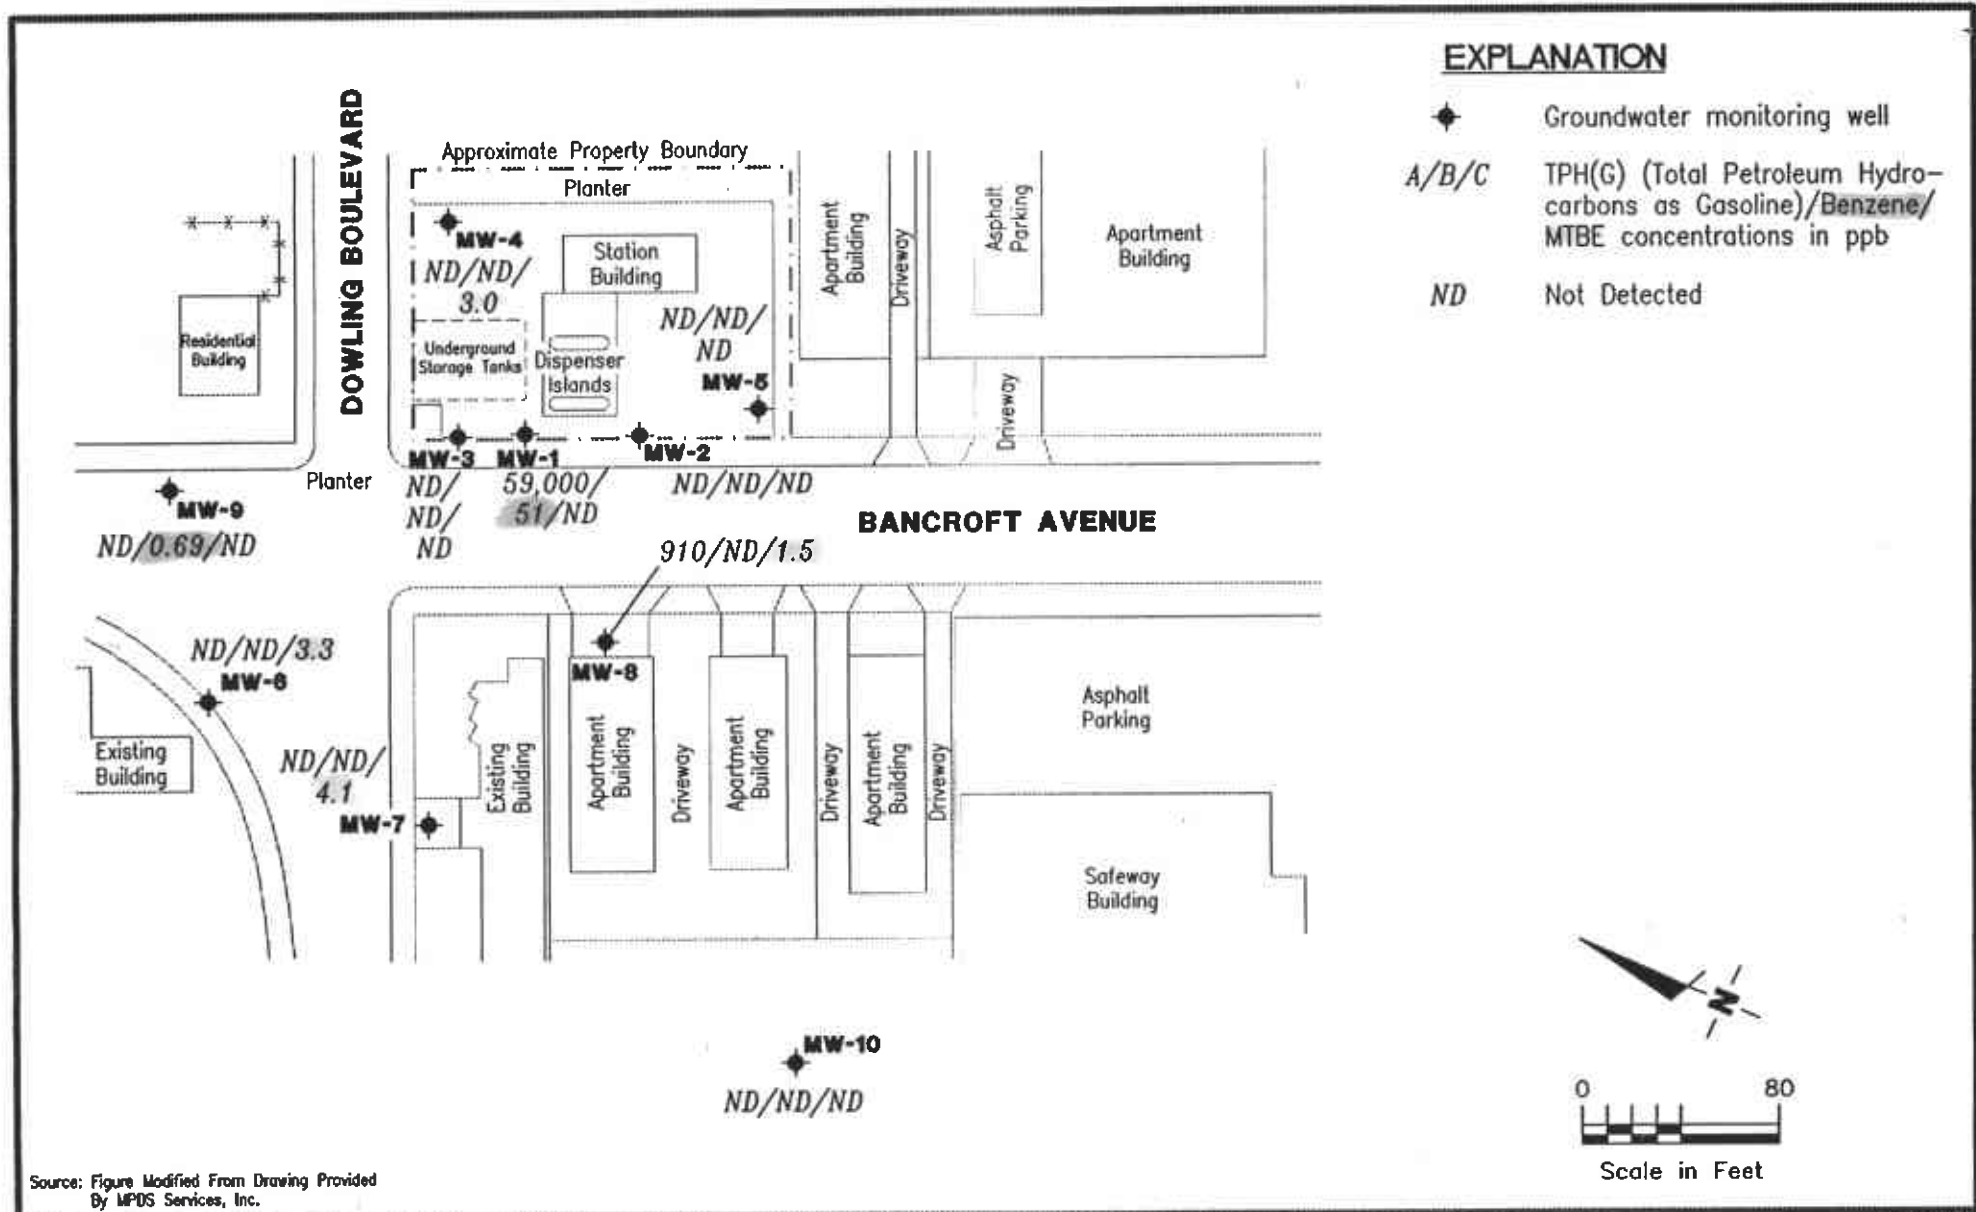 EXPLANATION
Groundwater monitoring well
A/B/C
TPH(G) (Total Petroleum Hydro-
carbons as Gasoline)/Benzene/
MTBE concentrations in ppb
ND
Not Detected
DOWLING BOULEVARD
Approximate Property Boundary
Planter
MW-4
ND/ND/
3.0
Station
Building
Underground
Storage Tanks
Dispenser
Islands
ND/ND/
ND
MW-5
Residential
Building
Apartment
Building
Driveway
Asphalt
Parking
Apartment
Building
Driveway
MW-3
ND/
ND/
ND
MW-1
59,000/
51/ND
MW-2
ND/ND/ND
Planter
MW-9
ND/0.69/ND
BANCROFT AVENUE
910/ND/1.5
MW-8
ND/ND/3.3
MW-6
Existing
Building
ND/ND/
4.1
MW-7
Existing
Building
Apartment
Building
Driveway
Apartment
Building
Driveway
Apartment
Building
Driveway
Asphalt
Parking
Safeway
Building
MW-10
ND/ND/ND
N
0
80
Scale in Feet
Source: Figure Modified From Drawing Provided
By MPDS Services, Inc.